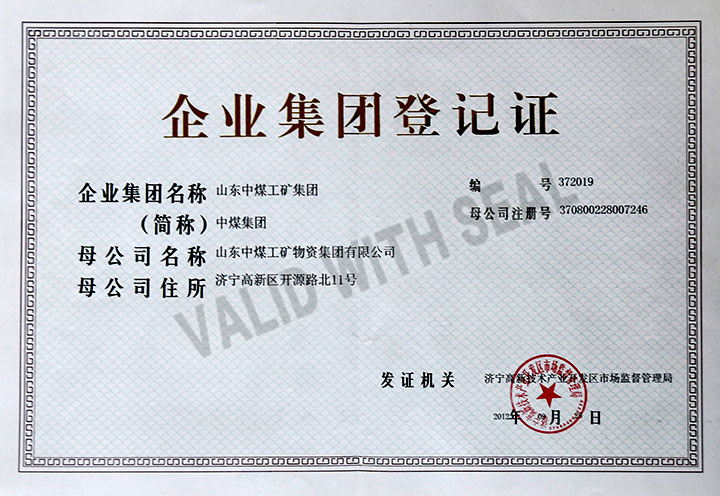 企业集团登记证
企业集团名称 山东中煤工矿集团
(简称) 中煤集团
母公司名称 山东中煤工矿物资集团有限公司
母公司住所 济宁高新区开源路北11号
编 号 372019
母公司注册号 370800228007246
VALID WITH SEAL
发证机关 济宁高新技术产业开发区市场监督管理局
2012年 月 日